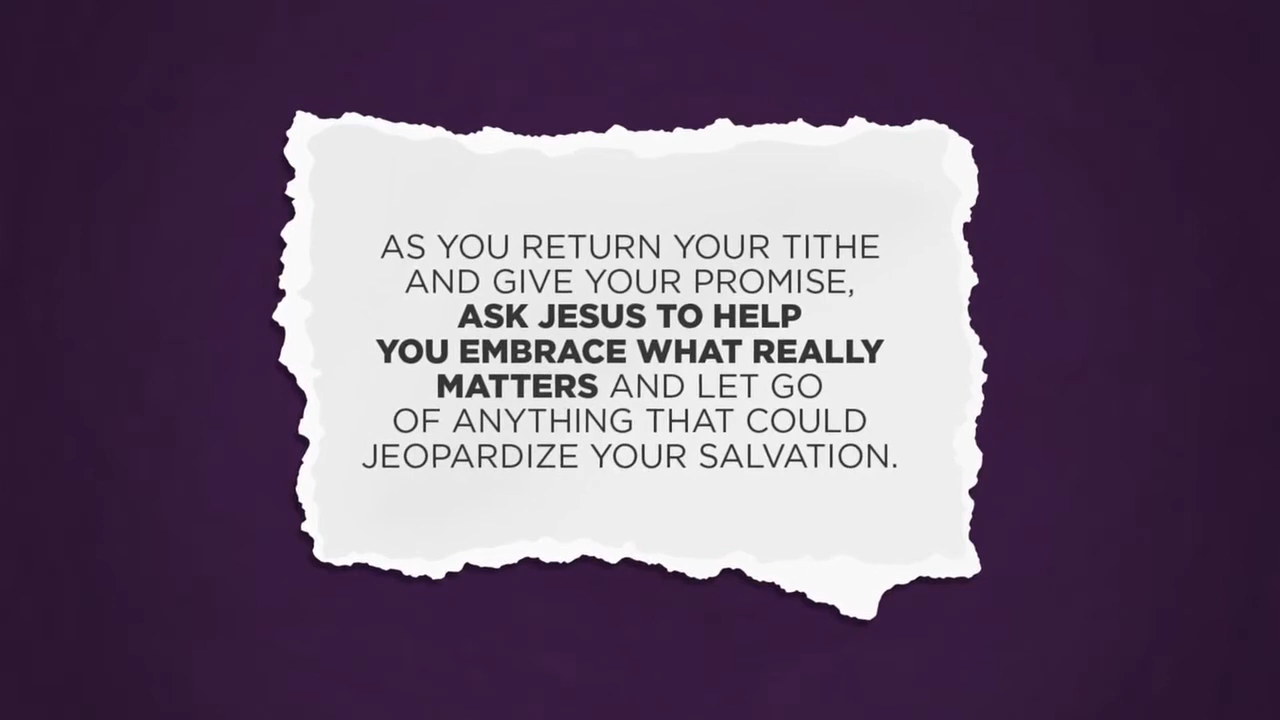 AS YOU RETURN YOUR TITHE
AND GIVE YOUR PROMISE,
ASK JESUS TO HELP
YOU EMBRACE WHAT REALLY
MATTERS AND LET GO
OF ANYTHING THAT COULD
JEOPARDIZE YOUR SALVATION.